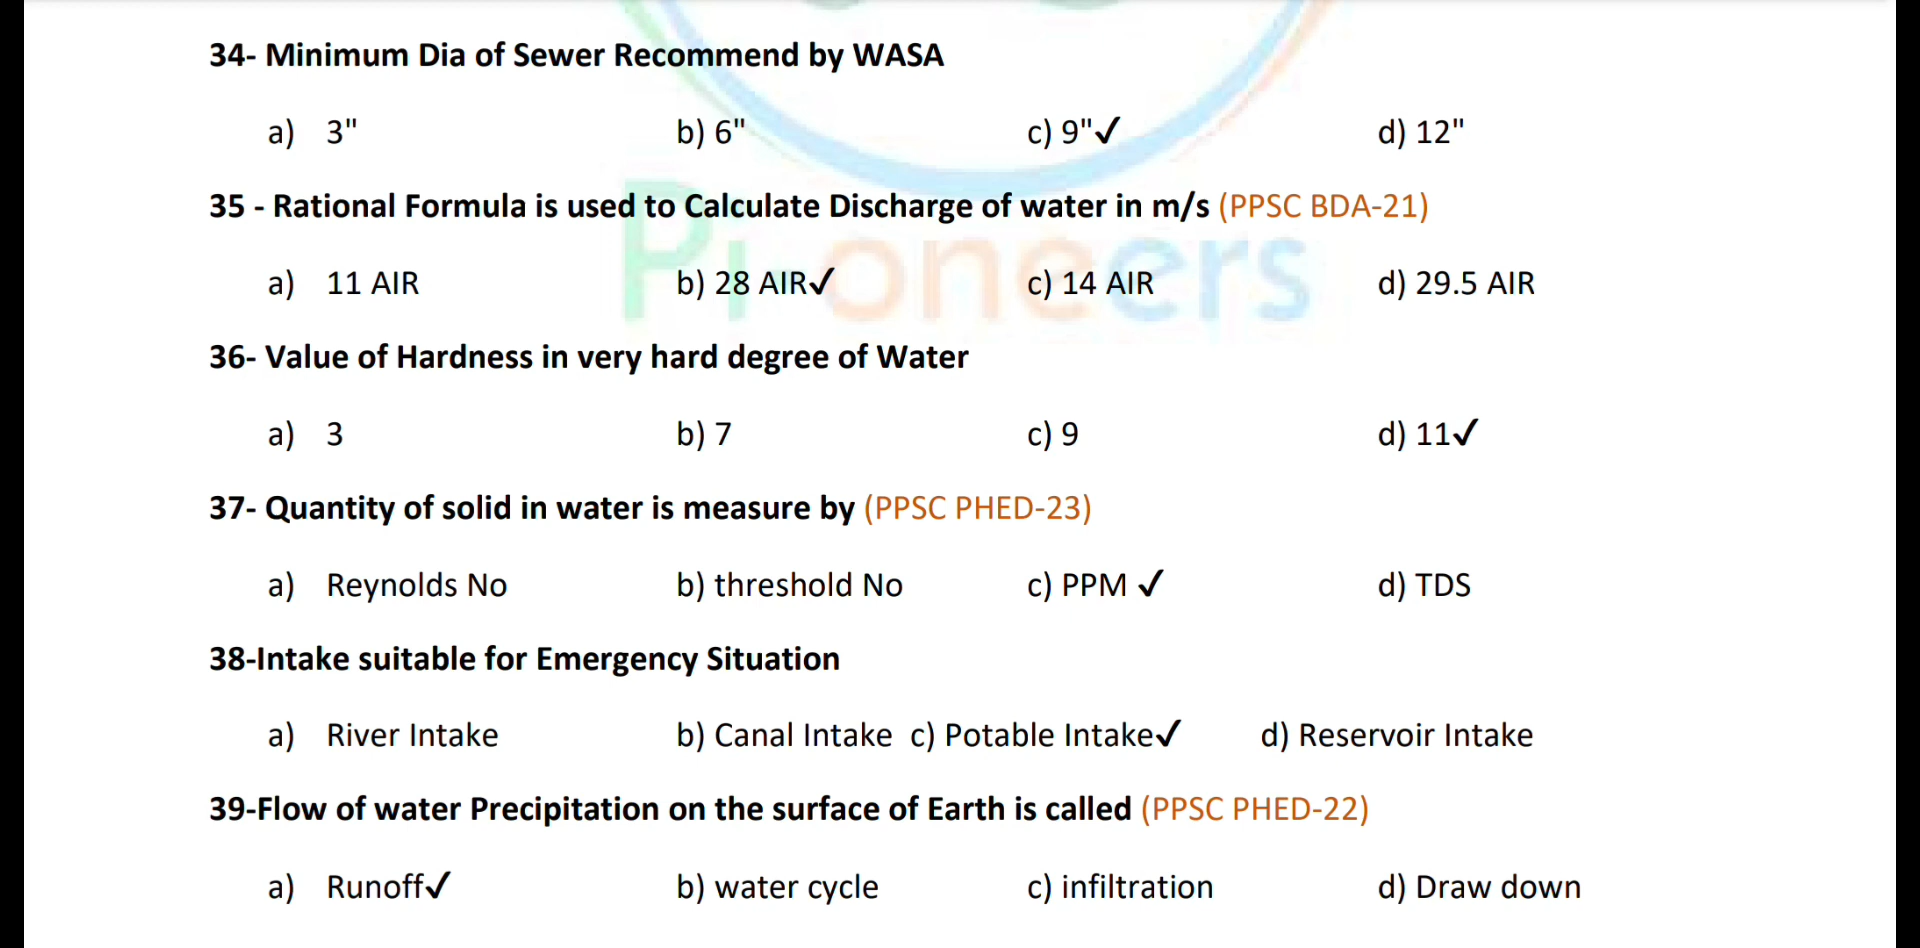 34- Minimum Dia of Sewer Recommend by WASA
a) 3" b) 6" c) 9"✓ d) 12"
35 - Rational Formula is used to Calculate Discharge of water in m/s (PPSC BDA-21)
a) 11 AIR b) 28 AIR✓ c) 14 AIR d) 29.5 AIR
Pi-oneers
36- Value of Hardness in very hard degree of Water
a) 3 b) 7 c) 9 d) 11✓
37- Quantity of solid in water is measure by (PPSC PHED-23)
a) Reynolds No b) threshold No c) PPM ✓ d) TDS
38-Intake suitable for Emergency Situation
a) River Intake b) Canal Intake c) Potable Intake✓ d) Reservoir Intake
39-Flow of water Precipitation on the surface of Earth is called (PPSC PHED-22)
a) Runoff✓ b) water cycle c) infiltration d) Draw down